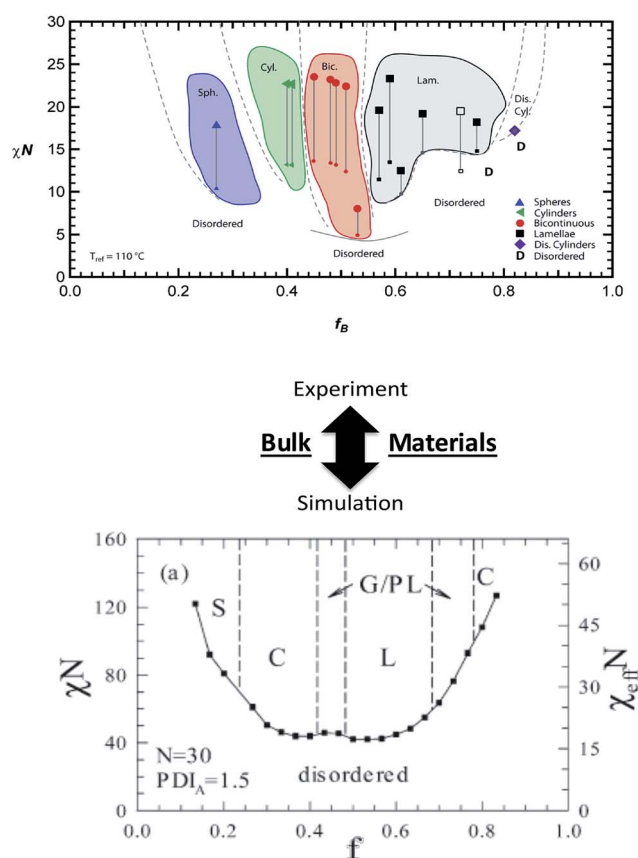 30
25
20
15
10
5
0
χN
Sph.
Cyl.
Bic.
Lam.
Dis.
Cyl.
D
D
Disordered
Disordered
Disordered
T_ref = 110 °C
Spheres
Cylinders
Bicontinuous
Lamellae
Dis. Cylinders
D Disordered
0.0 0.2 0.4 0.6 0.8 1.0
f_B
Experiment
Bulk Materials
Simulation
160
120
80
40
0
χN
(a)
S
C
G/PL
L
C
N=30
PDI_A=1.5
disordered
60
45
30
15
0
χ_eff N
0.0 0.2 0.4 0.6 0.8 1.0
f